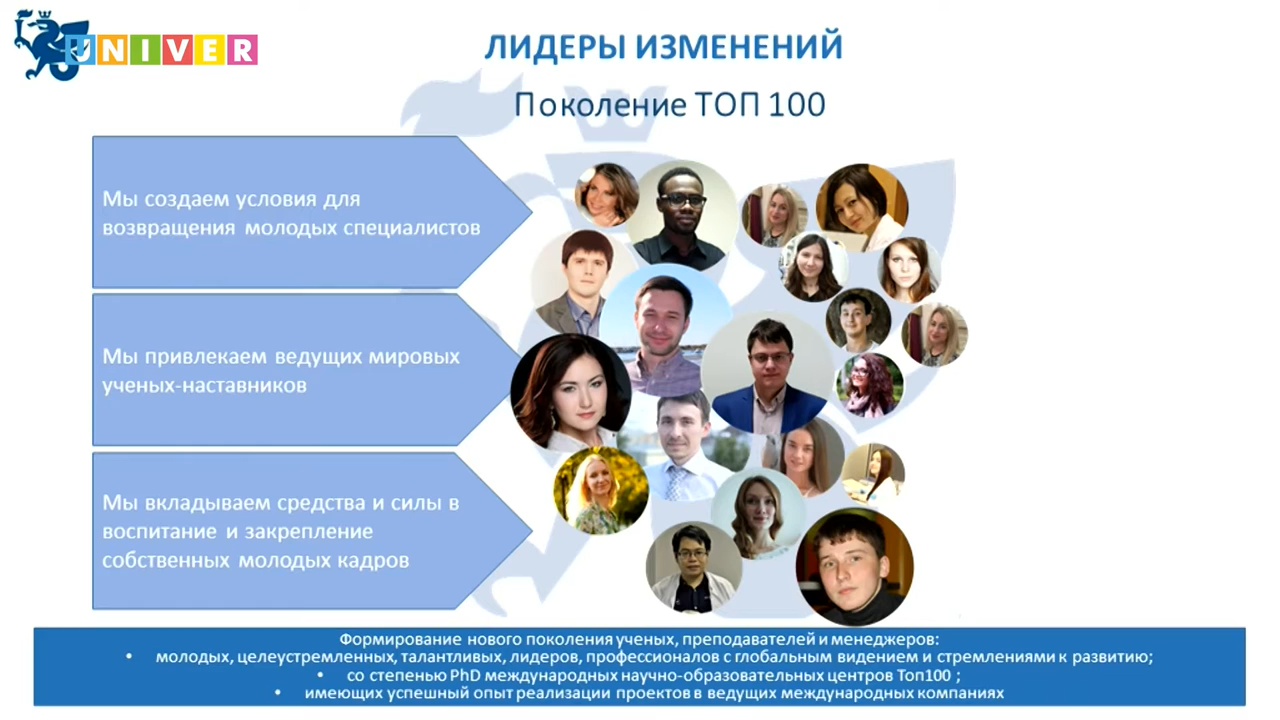 UNIVER
ЛИДЕРЫ ИЗМЕНЕНИЙ
Поколение ТОП 100
Мы создаем условия для
возвращения молодых специалистов
Мы привлекаем ведущих мировых
ученых-наставников
Мы вкладываем средства и силы в
воспитание и закрепление
собственных молодых кадров
Формирование нового поколения ученых, преподавателей и менеджеров:
• молодых, целеустремленных, талантливых, лидеров, профессионалов с глобальным видением и стремлениями к развитию;
• со степенью PhD международных научно-образовательных центров Топ100 ;
• имеющих успешный опыт реализации проектов в ведущих международных компаниях